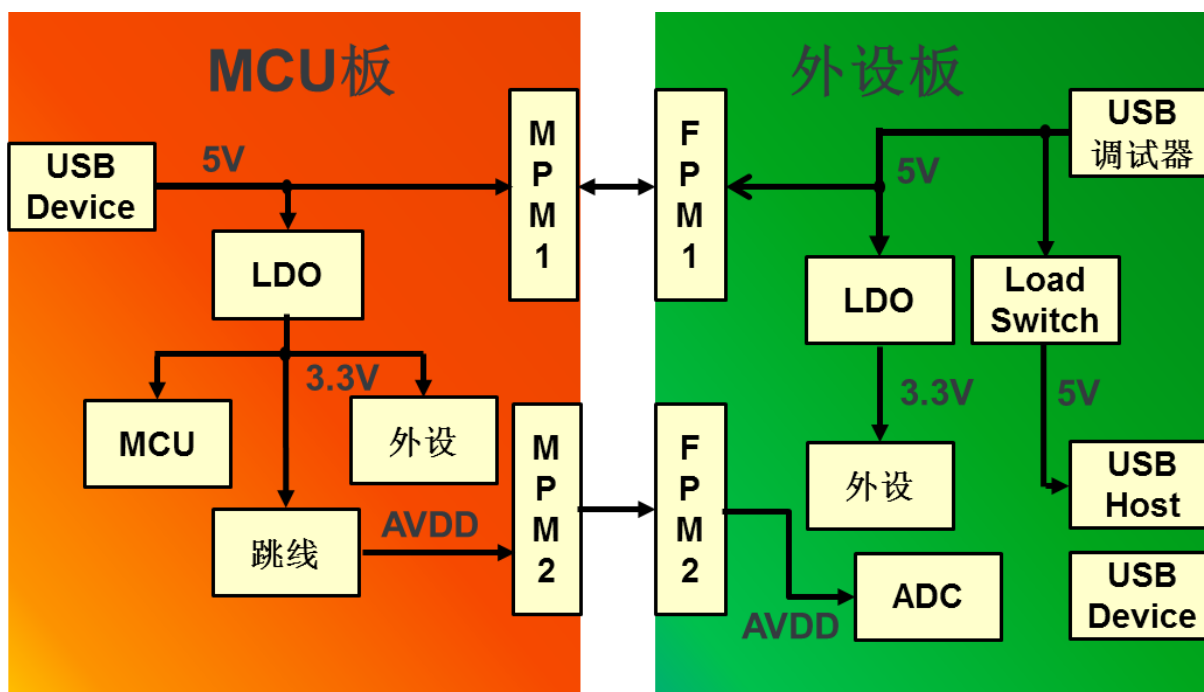 MCU板
外设板
USB
Device
5V
M
P
M
1
F
P
M
1
5V
USB
调试器
LDO
LDO
Load
Switch
3.3V
MCU
外设
3.3V
5V
跳线
AVDD
M
P
M
2
F
P
M
2
外设
USB
Host
AVDD
ADC
USB
Device